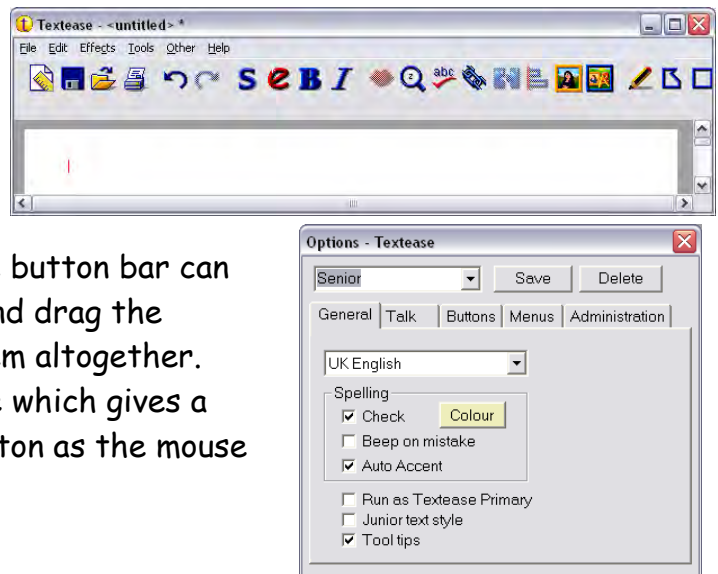 Textease - <untitled> *
File Edit Effects Tools Other Help
S e B I abc
button bar can
nd drag the
m altogether.
which gives a
ton as the mouse
Options - Textease
Senior Save Delete
General Talk Buttons Menus Administration
UK English
Spelling
Check Colour
Beep on mistake
Auto Accent
Run as Textease Primary
Junior text style
Tool tips